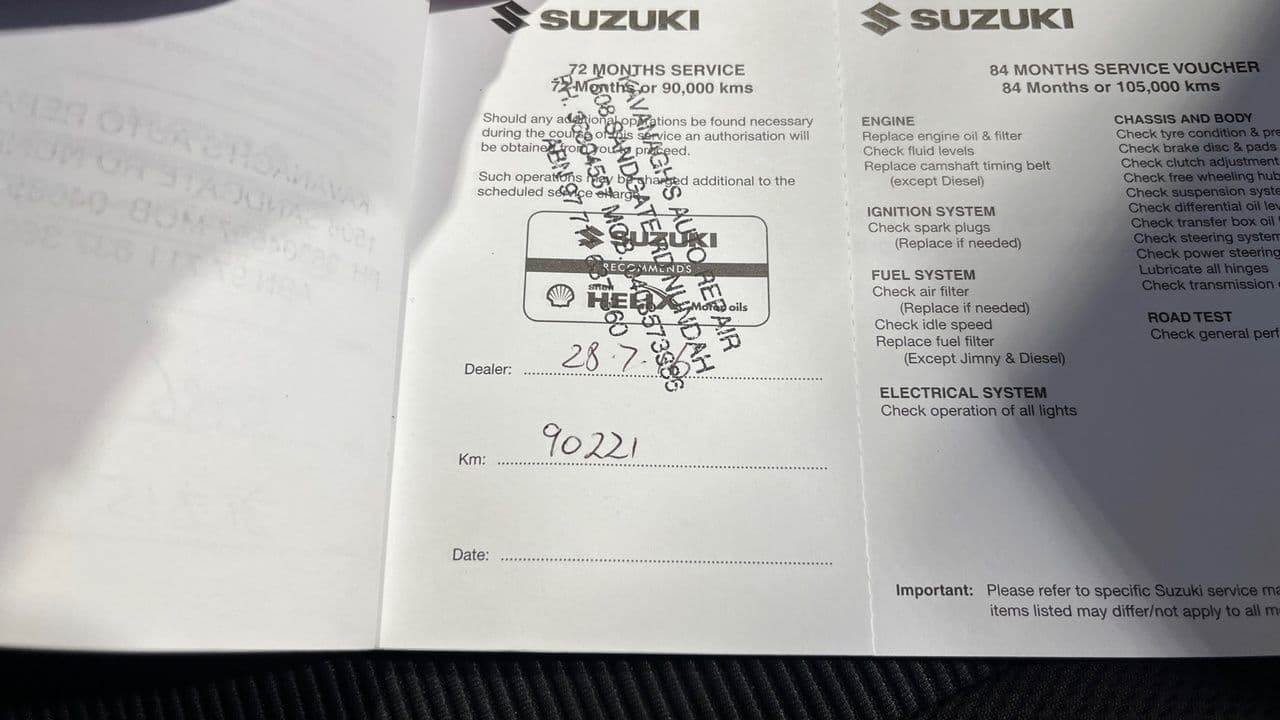 SUZUKI
72 MONTHS SERVICE
72 Months or 90,000 kms
Should any additional operations be found necessary
during the course of this service an authorisation will
be obtained from you to proceed.
Such operations may be charged additional to the
scheduled service charge.
SUZUKI
RECOMMENDS
Shell
HELIX Motor oils
KAVANAGHS AUTO REPAIR
1508 SANDGATE RD NUNDAH
Dealer: 28.7.
Km: 90221
Date:
SUZUKI
84 MONTHS SERVICE VOUCHER
84 Months or 105,000 kms
ENGINE
Replace engine oil & filter
Check fluid levels
Replace camshaft timing belt
(except Diesel)
IGNITION SYSTEM
Check spark plugs
(Replace if needed)
FUEL SYSTEM
Check air filter
(Replace if needed)
Check idle speed
Replace fuel filter
(Except Jimny & Diesel)
ELECTRICAL SYSTEM
Check operation of all lights
CHASSIS AND BODY
Check tyre condition & pre
Check brake disc & pads
Check clutch adjustment
Check free wheeling hub
Check suspension syste
Check differential oil lev
Check transfer box oil
Check steering system
Check power steering
Lubricate all hinges
Check transmission
ROAD TEST
Check general perf
Important: Please refer to specific Suzuki service ma
items listed may differ/not apply to all m